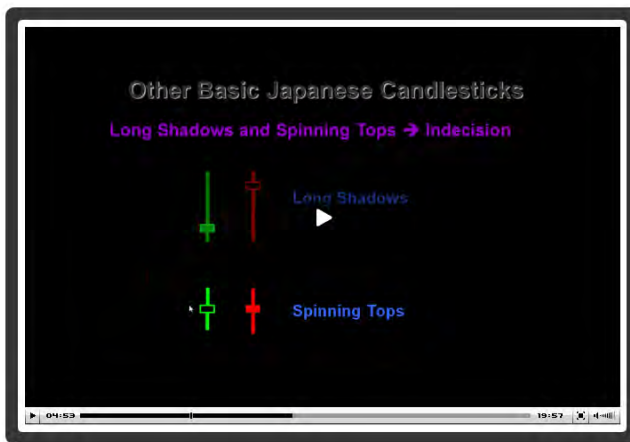 Other Basic Japanese Candlesticks
Long Shadows and Spinning Tops → Indecision
Long Shadows
Spinning Tops
04:53 19:57